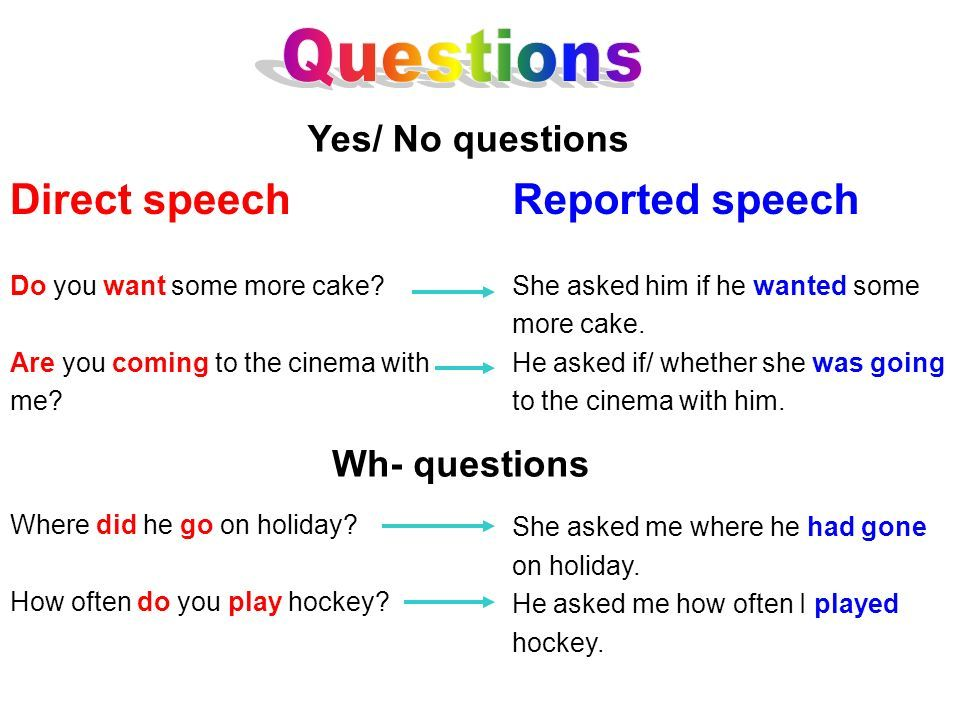 Questions
Yes/ No questions
Direct speech
Reported speech
Do you want some more cake?
She asked him if he wanted some
more cake.
Are you coming to the cinema with
me?
He asked if/ whether she was going
to the cinema with him.
Wh- questions
Where did he go on holiday?
She asked me where he had gone
on holiday.
How often do you play hockey?
He asked me how often I played
hockey.